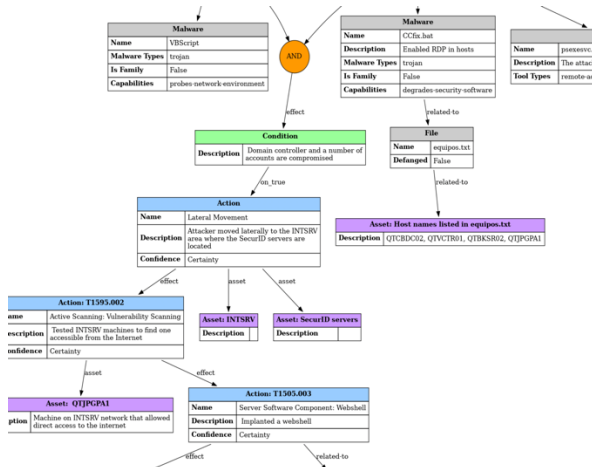 Malware
Name VBScript
Malware Types trojan
Is Family False
Capabilities probes-network-environment
AND
Malware
Name CCfix.bat
Description Enabled RDP in hosts
Malware Types trojan
Is Family False
Capabilities degrades-security-software
Name psexesvc.
Description The attack
Tool Types remote-ac
effect
related-to
Condition
Description Domain controller and a number of
accounts are compromised
File
Name equipos.txt
Defanged False
on_true
related-to
Action
Name Lateral Movement
Description Attacker moved laterally to the INTSRV
area where the SecurID servers are
located
Confidence Certainty
Asset: Host names listed in equipos.txt
Description QTCBDC02, QTVCTR01, QTBKSR02, QTJPGPA1
effect
asset
asset
Action: T1595.002
ame Active Scanning: Vulnerability Scanning
escription Tested INTSRV machines to find one
accessible from the Internet
onfidence Certainty
Asset: INTSRV
Description
Asset: SecurID servers
Description
asset
effect
Asset: QTJPGPA1
ption Machine on INTSRV network that allowed
direct access to the internet
Action: T1505.003
Name Server Software Component: Webshell
Description Implanted a webshell
Confidence Certainty
effect
related-to